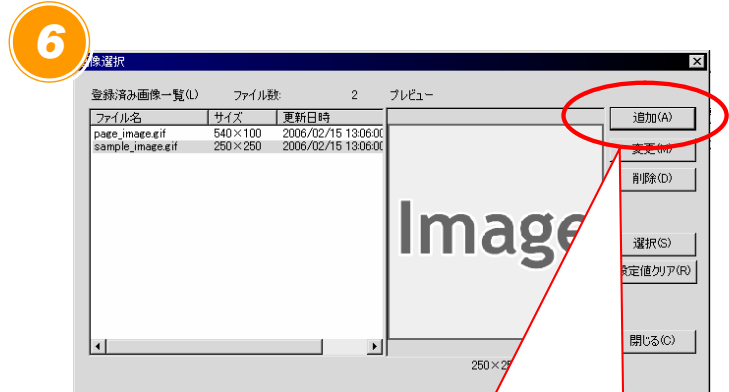 6
像選択
登録済み画像一覧(L) ファイル数: 2 プレビュー
ファイル名 サイズ 更新日時
page_image.gif 540×100 2006/02/15 13:06:00
sample_image.gif 250×250 2006/02/15 13:06:00
Image
追加(A)
変更(M)
削除(D)
選択(S)
設定値クリア(R)
閉じる(C)
250×25